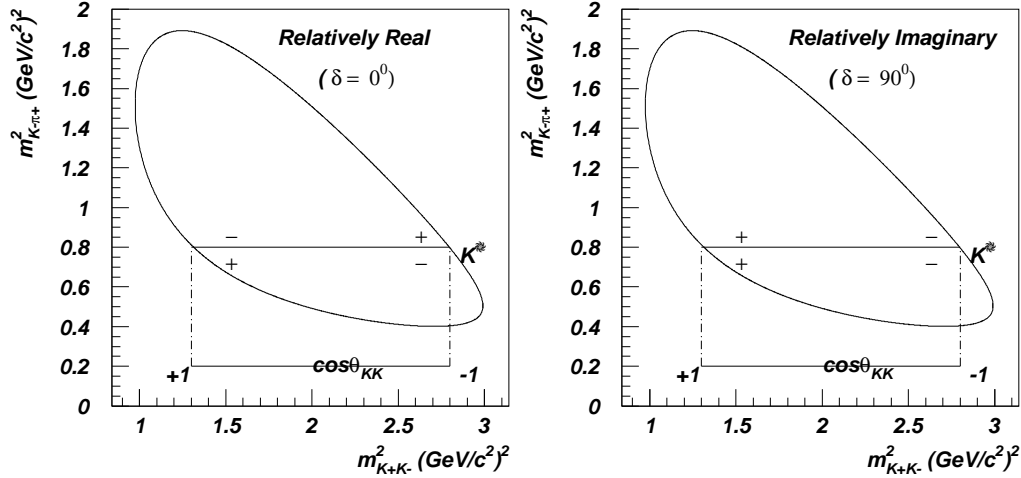 Relatively Real
( δ = 0⁰)
m²K-π+ (GeV/c²)²
2
1.8
1.6
1.4
1.2
1
0.8
0.6
0.4
0.2
0
− +
+ −
K*
+1 cosθKK -1
1 1.5 2 2.5 3
m²K+K- (GeV/c²)²
Relatively Imaginary
( δ = 90⁰)
m²K-π+ (GeV/c²)²
2
1.8
1.6
1.4
1.2
1
0.8
0.6
0.4
0.2
0
+ −
+ −
K*
+1 cosθKK -1
1 1.5 2 2.5 3
m²K+K- (GeV/c²)²